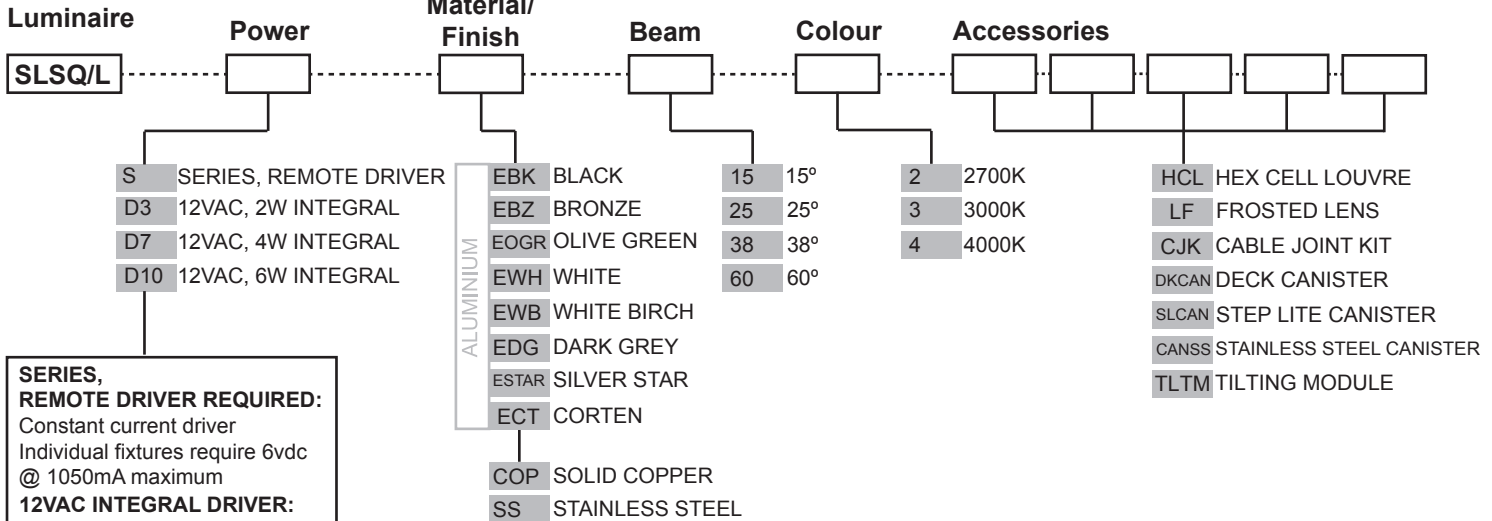 Luminaire
Power
Material/
Finish
Beam
Colour
Accessories
SLSQ/L
S SERIES, REMOTE DRIVER
D3 12VAC, 2W INTEGRAL
D7 12VAC, 4W INTEGRAL
D10 12VAC, 6W INTEGRAL
SERIES,
REMOTE DRIVER REQUIRED:
Constant current driver
Individual fixtures require 6vdc
@ 1050mA maximum
12VAC INTEGRAL DRIVER:
ALUMINIUM
EBK BLACK
EBZ BRONZE
EOGR OLIVE GREEN
EWH WHITE
EWB WHITE BIRCH
EDG DARK GREY
ESTAR SILVER STAR
ECT CORTEN
COP SOLID COPPER
SS STAINLESS STEEL
15 15º
25 25º
38 38º
60 60º
2 2700K
3 3000K
4 4000K
HCL HEX CELL LOUVRE
LF FROSTED LENS
CJK CABLE JOINT KIT
DKCAN DECK CANISTER
SLCAN STEP LITE CANISTER
CANSS STAINLESS STEEL CANISTER
TLTM TILTING MODULE